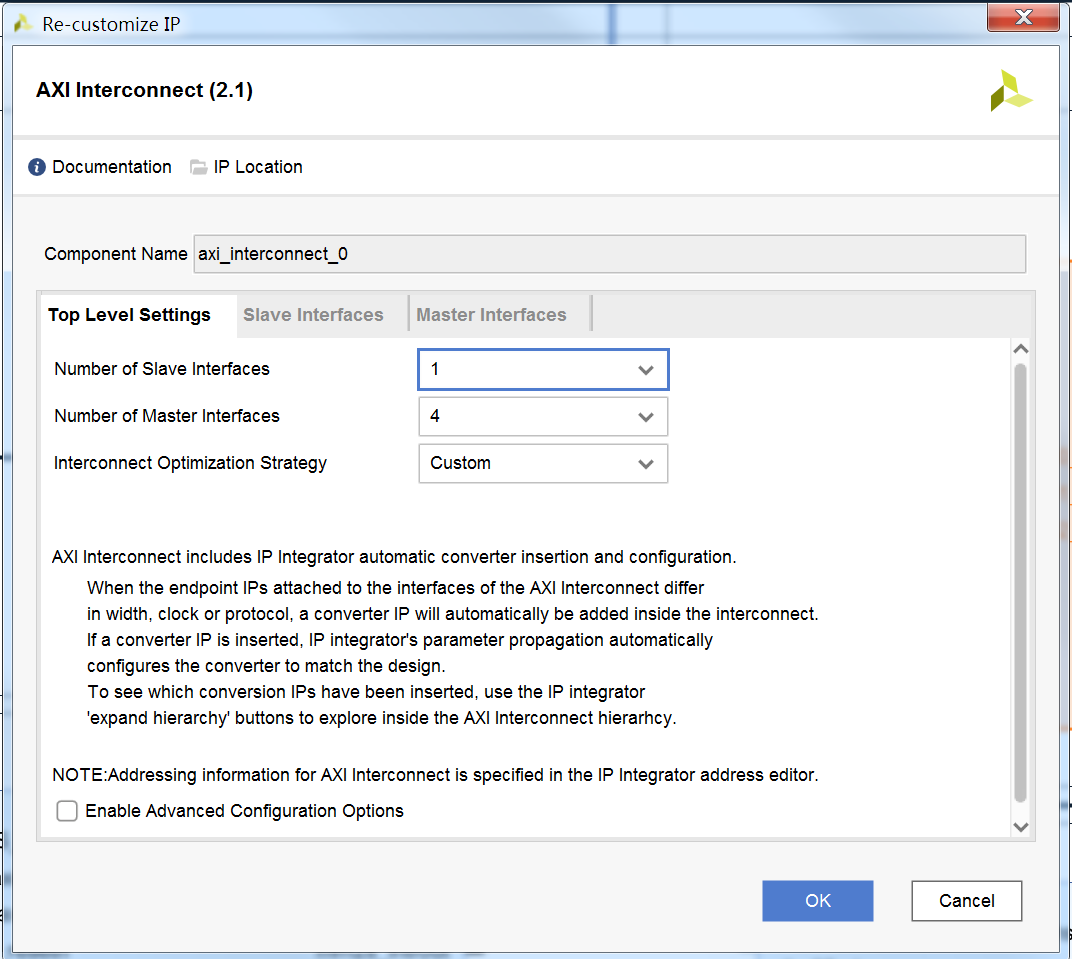 Re-customize IP
AXI Interconnect (2.1)
Documentation
IP Location
Component Name
axi_interconnect_0
Top Level Settings
Slave Interfaces
Master Interfaces
Number of Slave Interfaces
1
Number of Master Interfaces
4
Interconnect Optimization Strategy
Custom
AXI Interconnect includes IP Integrator automatic converter insertion and configuration.
When the endpoint IPs attached to the interfaces of the AXI Interconnect differ
in width, clock or protocol, a converter IP will automatically be added inside the interconnect.
If a converter IP is inserted, IP integrator's parameter propagation automatically
configures the converter to match the design.
To see which conversion IPs have been inserted, use the IP integrator
'expand hierarchy' buttons to explore inside the AXI Interconnect hierarhcy.
NOTE:Addressing information for AXI Interconnect is specified in the IP Integrator address editor.
Enable Advanced Configuration Options
OK
Cancel